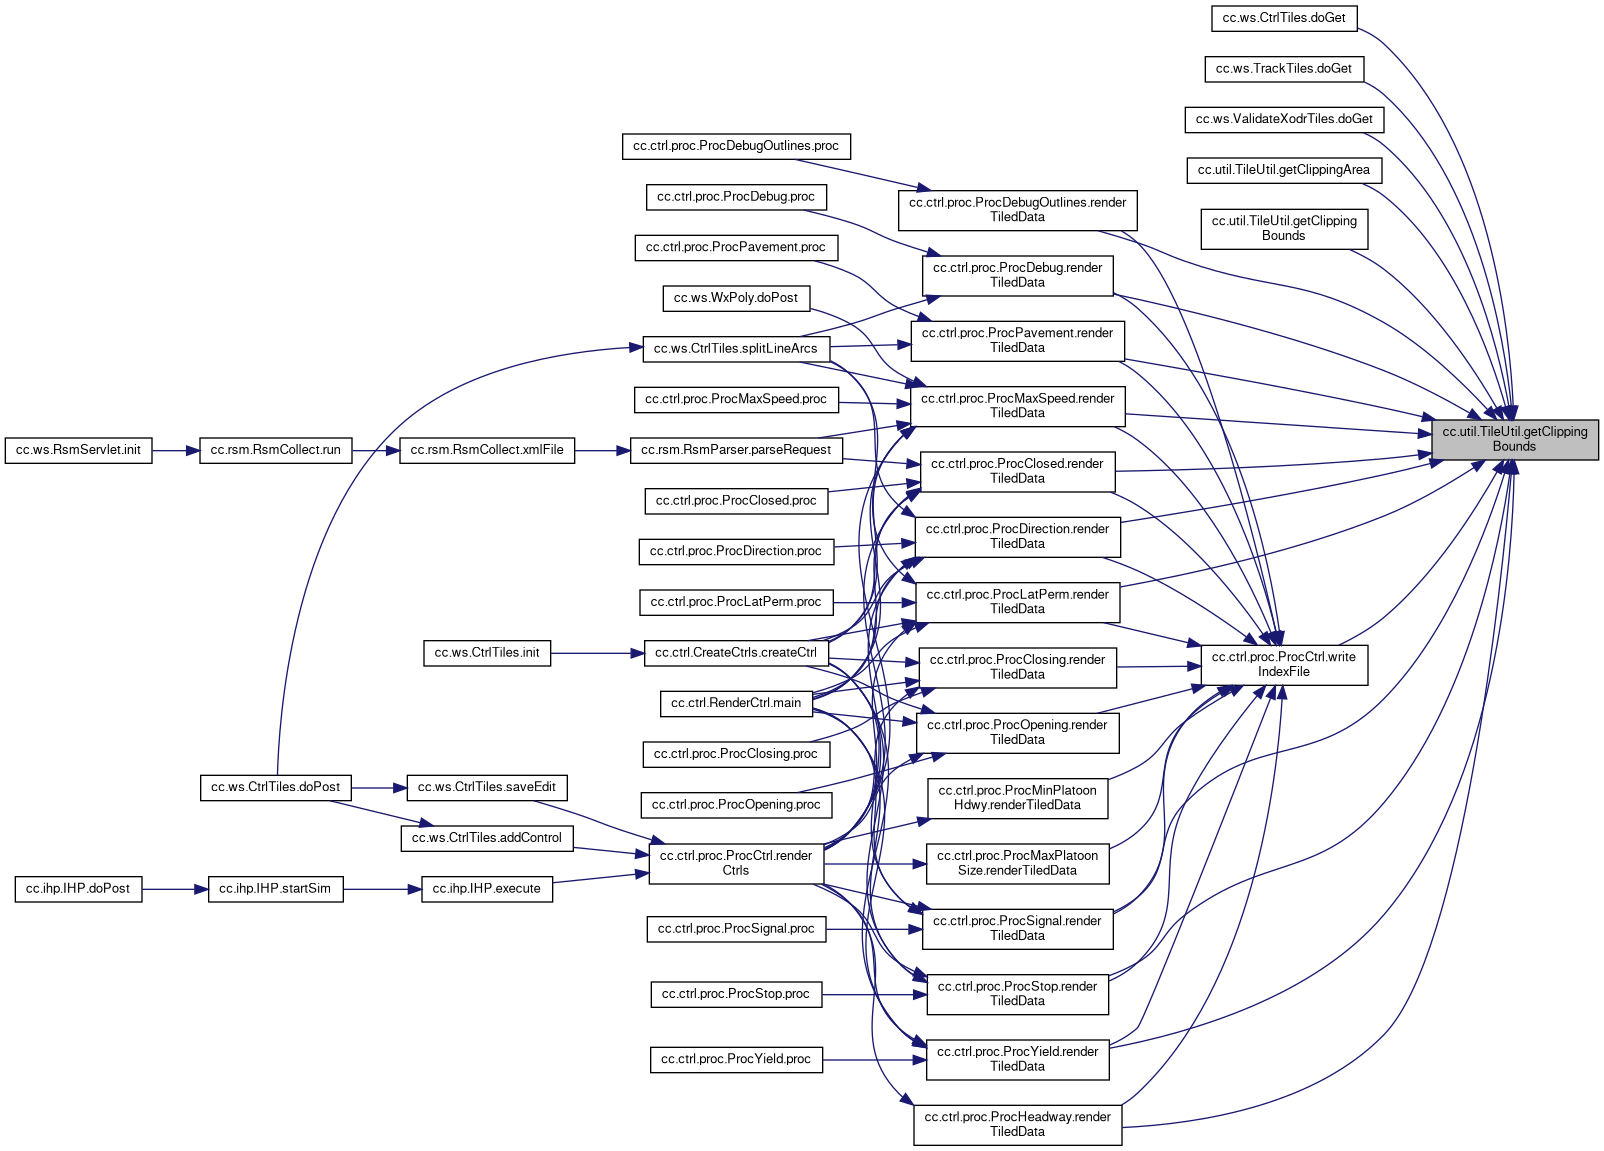 cc.ws.CtrlTiles.doGet
cc.ws.TrackTiles.doGet
cc.ws.ValidateXodrTiles.doGet
cc.util.TileUtil.getClippingArea
cc.util.TileUtil.getClipping
Bounds
cc.util.TileUtil.getClipping
Bounds
cc.ctrl.proc.ProcDebugOutlines.proc
cc.ctrl.proc.ProcDebugOutlines.render
TiledData
cc.ctrl.proc.ProcDebug.proc
cc.ctrl.proc.ProcDebug.render
TiledData
cc.ctrl.proc.ProcPavement.proc
cc.ws.WxPoly.doPost
cc.ctrl.proc.ProcPavement.render
TiledData
cc.ws.CtrlTiles.splitLineArcs
cc.ctrl.proc.ProcMaxSpeed.proc
cc.ctrl.proc.ProcMaxSpeed.render
TiledData
cc.ws.RsmServlet.init
cc.rsm.RsmCollect.run
cc.rsm.RsmCollect.xmlFile
cc.rsm.RsmParser.parseRequest
cc.ctrl.proc.ProcClosed.render
TiledData
cc.ctrl.proc.ProcClosed.proc
cc.ctrl.proc.ProcDirection.render
TiledData
cc.ctrl.proc.ProcDirection.proc
cc.ctrl.proc.ProcLatPerm.render
TiledData
cc.ctrl.proc.ProcLatPerm.proc
cc.ws.CtrlTiles.init
cc.ctrl.CreateCtrls.createCtrl
cc.ctrl.proc.ProcClosing.render
TiledData
cc.ctrl.proc.ProcCtrl.write
IndexFile
cc.ctrl.RenderCtrl.main
cc.ctrl.proc.ProcOpening.render
TiledData
cc.ctrl.proc.ProcClosing.proc
cc.ws.CtrlTiles.doPost
cc.ws.CtrlTiles.saveEdit
cc.ctrl.proc.ProcOpening.proc
cc.ctrl.proc.ProcMinPlatoon
Hdwy.renderTiledData
cc.ws.CtrlTiles.addControl
cc.ctrl.proc.ProcCtrl.render
Ctrls
cc.ctrl.proc.ProcMaxPlatoon
Size.renderTiledData
cc.ihp.IHP.doPost
cc.ihp.IHP.startSim
cc.ihp.IHP.execute
cc.ctrl.proc.ProcSignal.proc
cc.ctrl.proc.ProcSignal.render
TiledData
cc.ctrl.proc.ProcStop.proc
cc.ctrl.proc.ProcStop.render
TiledData
cc.ctrl.proc.ProcYield.proc
cc.ctrl.proc.ProcYield.render
TiledData
cc.ctrl.proc.ProcHeadway.render
TiledData